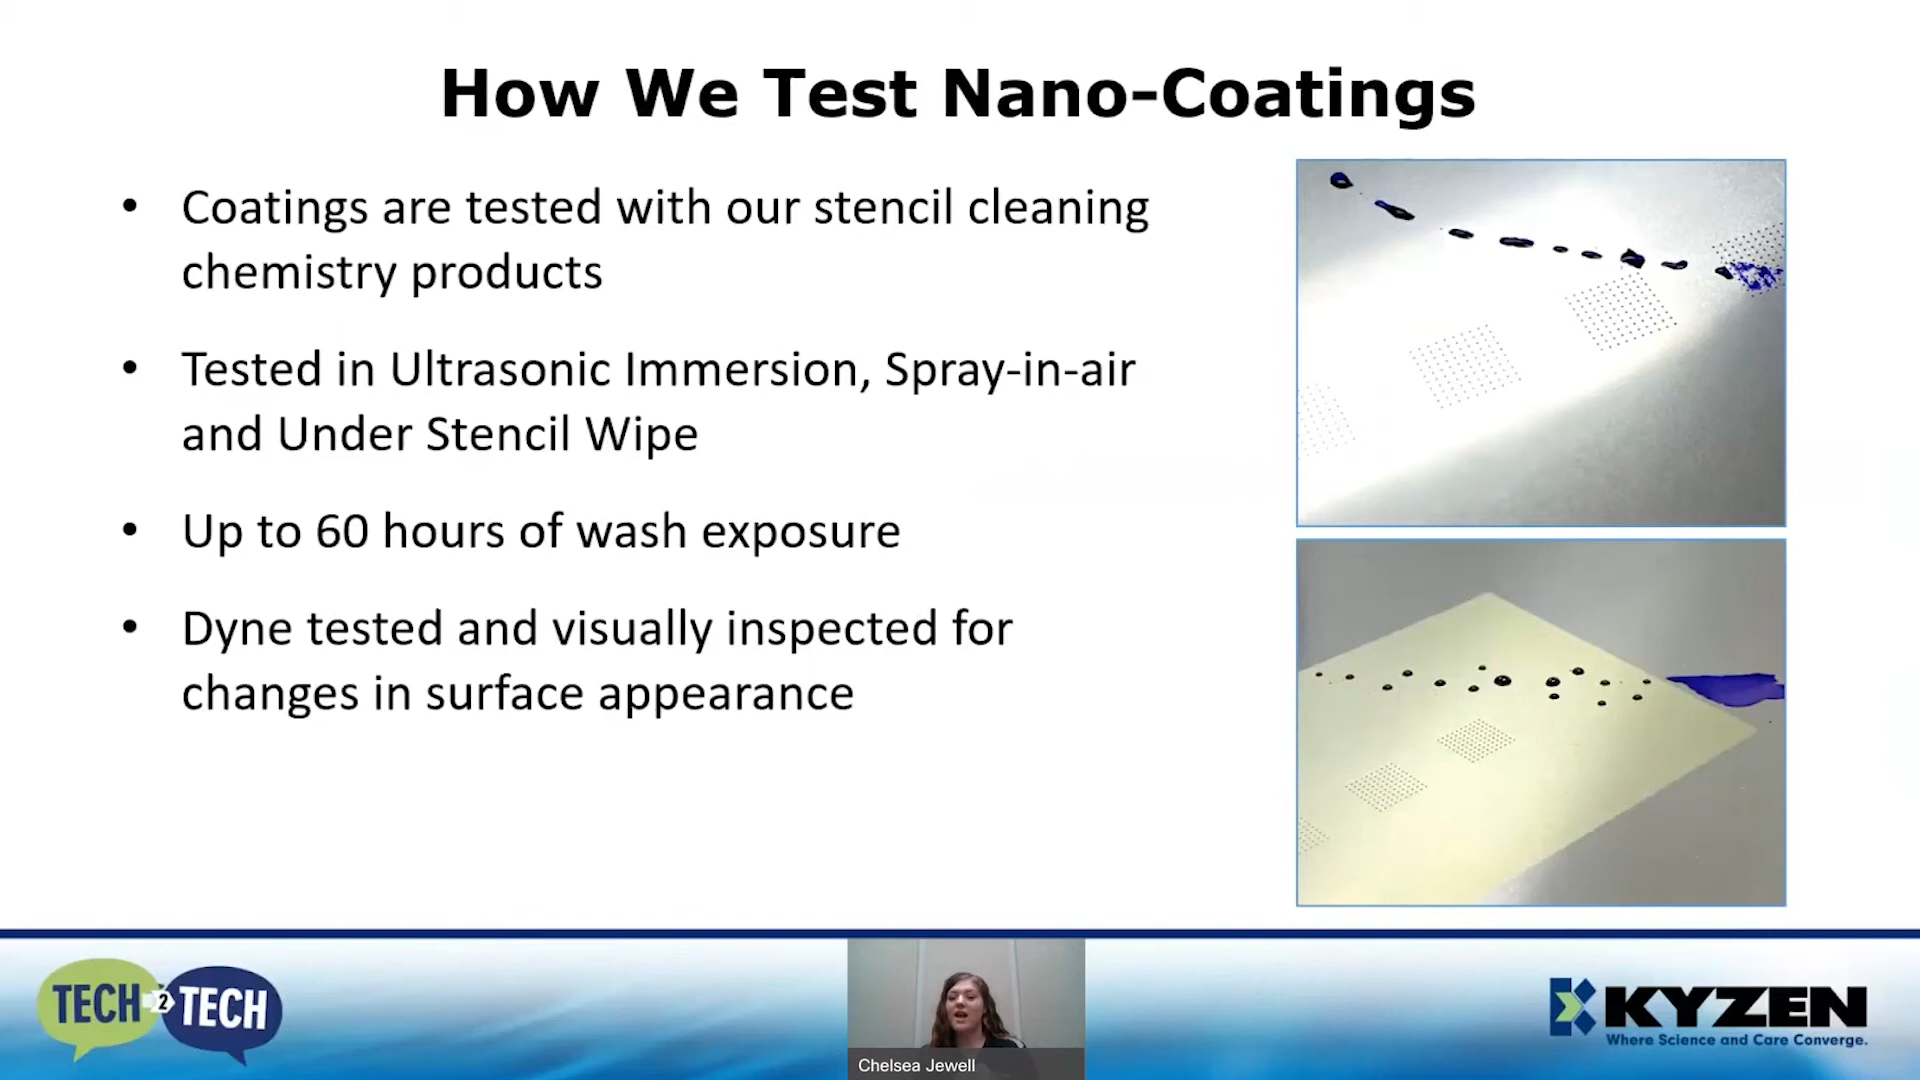 How We Test Nano-Coatings
• Coatings are tested with our stencil cleaning
chemistry products
• Tested in Ultrasonic Immersion, Spray-in-air
and Under Stencil Wipe
• Up to 60 hours of wash exposure
• Dyne tested and visually inspected for
changes in surface appearance
TECH 2 TECH
Chelsea Jewell
KYZEN
Where Science and Care Converge.